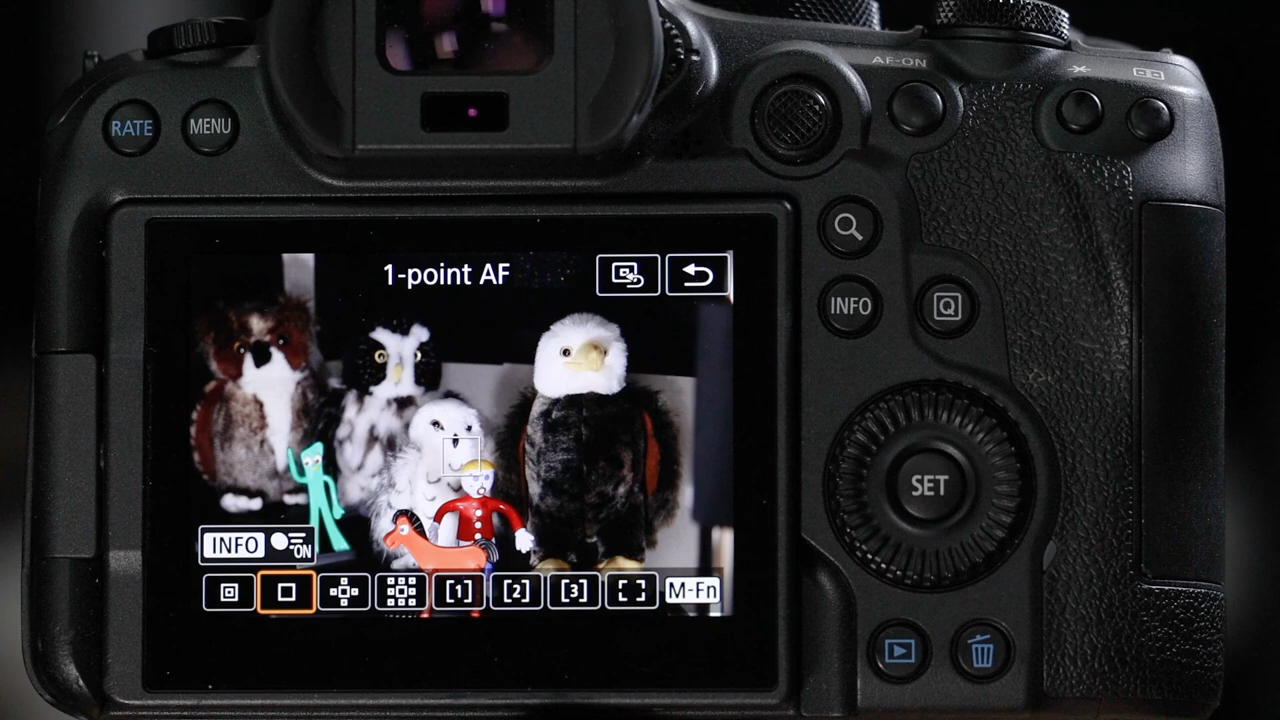 AF-ON
RATE
MENU
1-point AF
INFO
Q
SET
INFO ON
[1] [2] [3] M-Fn